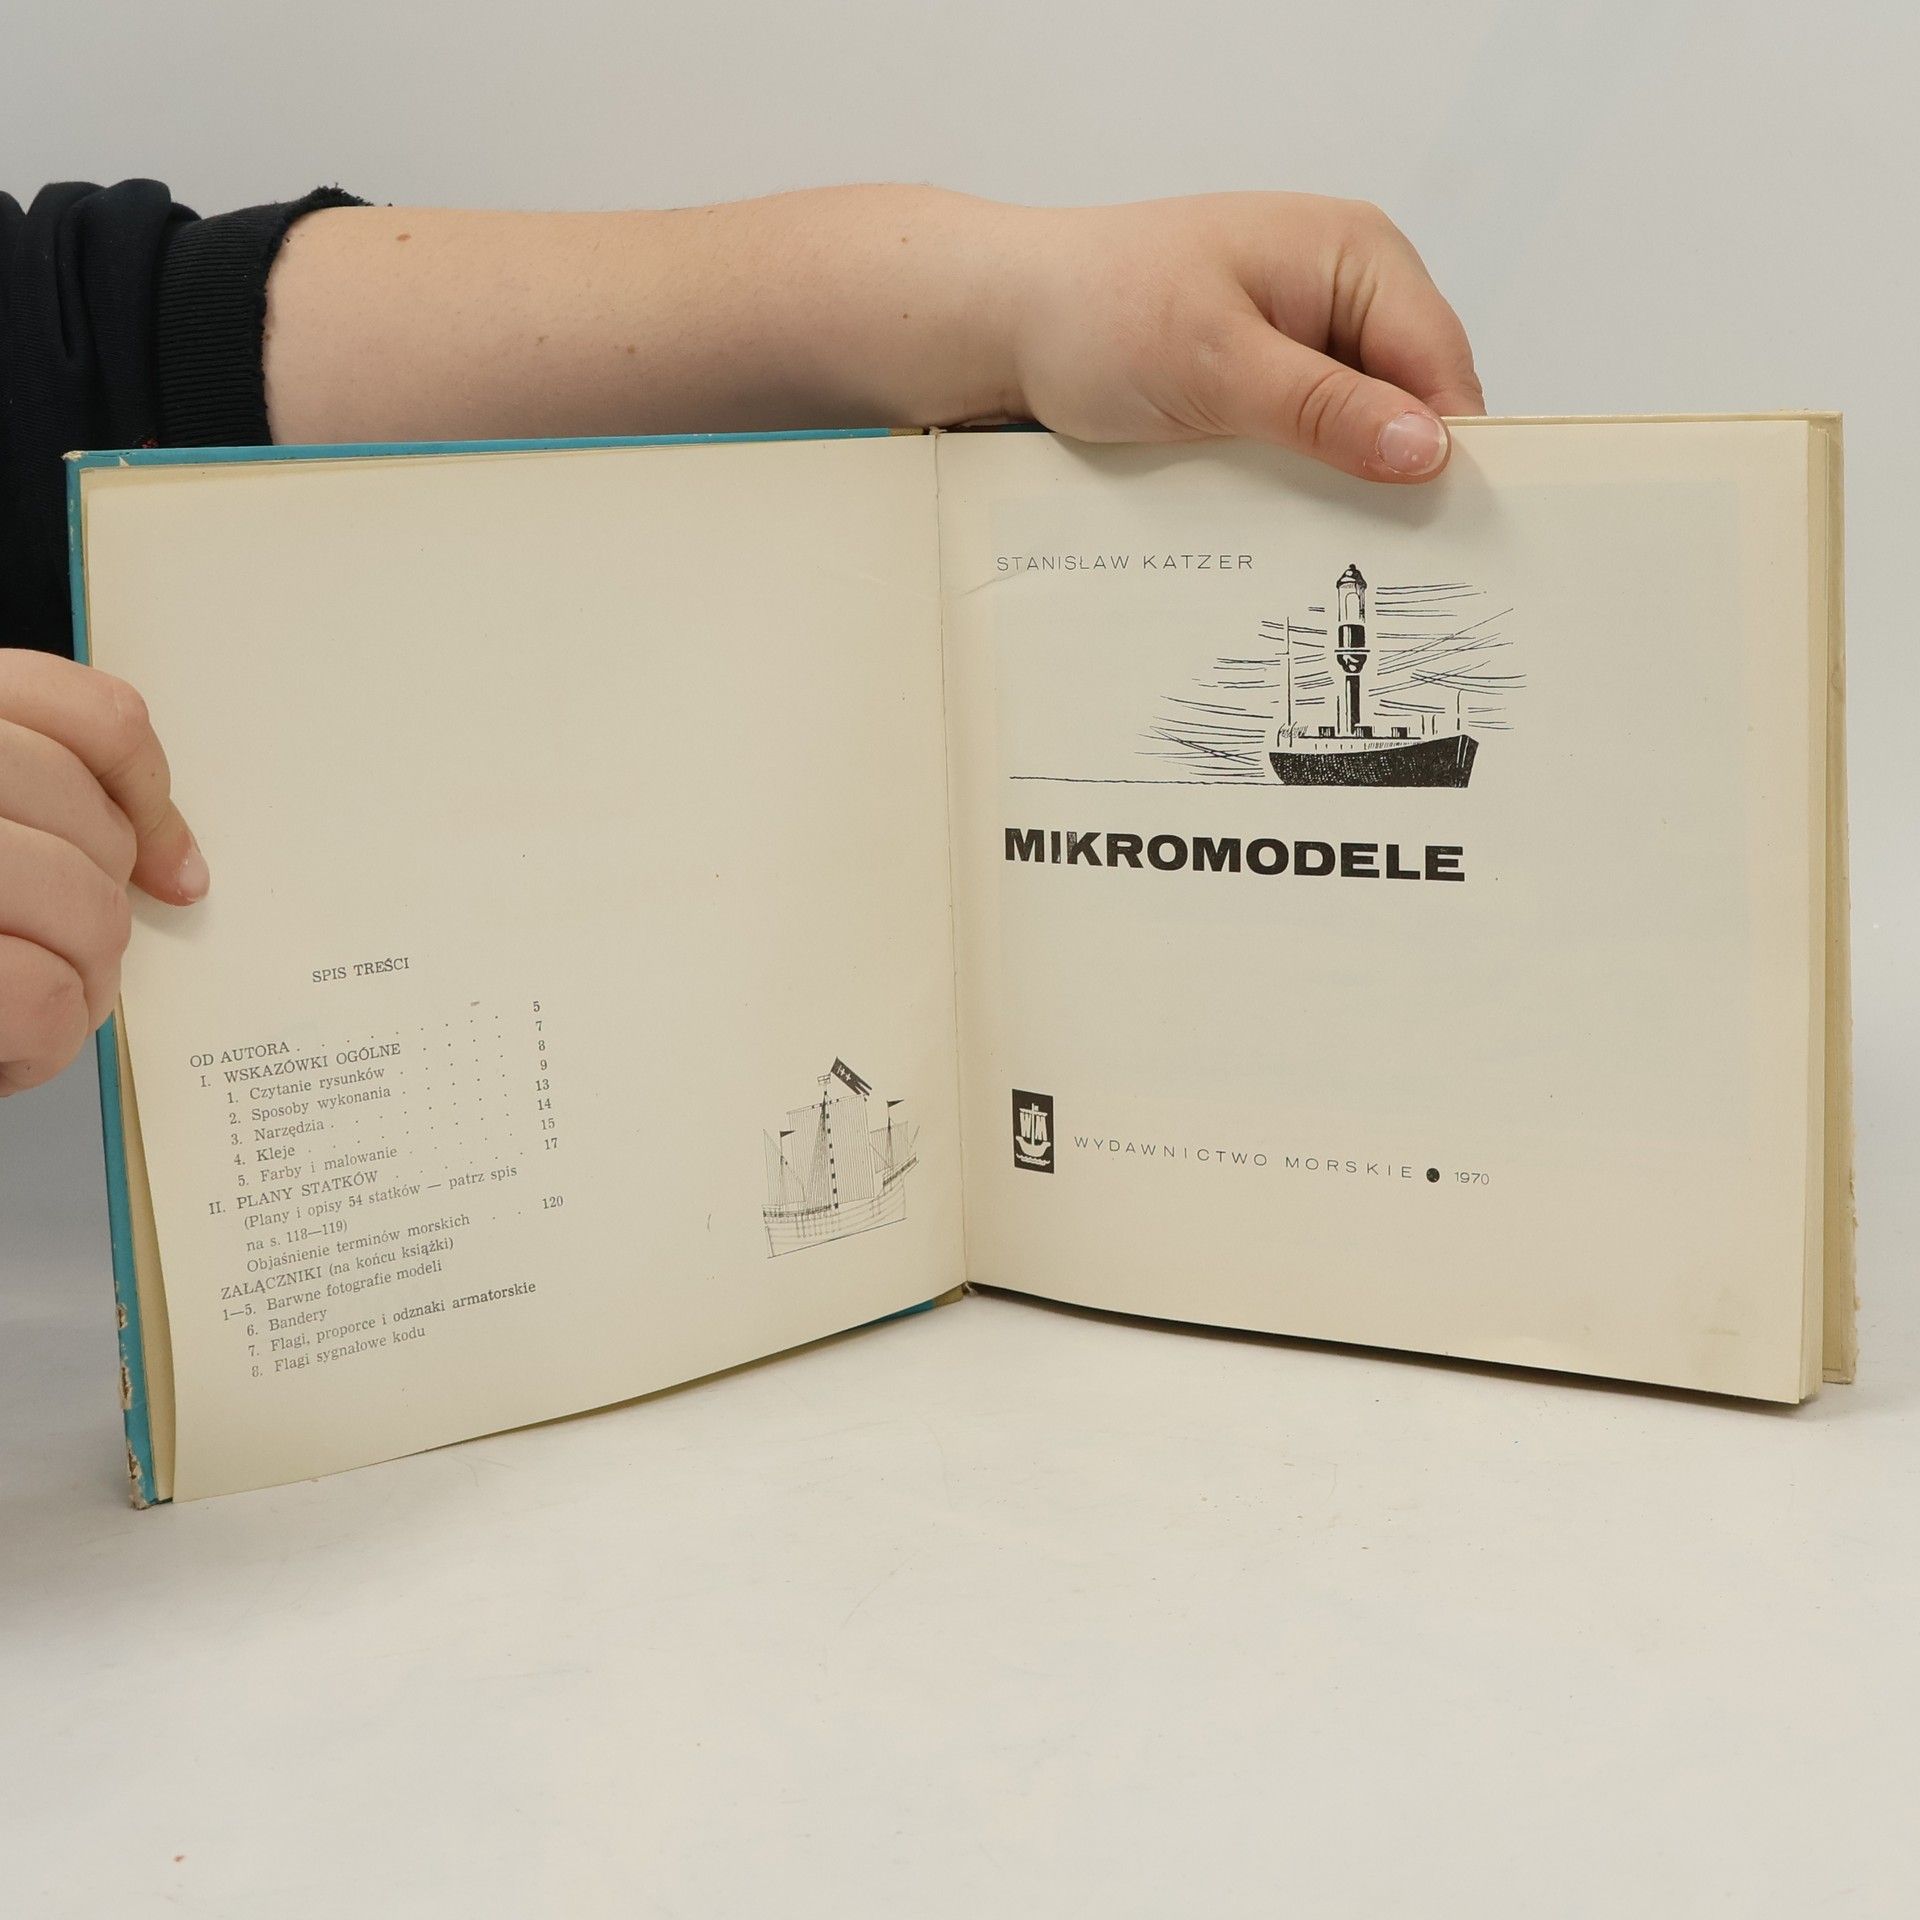 SPIS TREŚCI
OD AUTORA . . . . . . . . 5
I. WSKAZÓWKI OGÓLNE . . . . 7
1. Czytanie rysunków . . . . 8
2. Sposoby wykonania . . . . 9
3. Narzędzia . . . . . . . 13
4. Kleje . . . . . . . 14
5. Farby i malowanie . . . . 15
II. PLANY STATKÓW . . . . . 17
(Plany i opisy 54 statków — patrz spis
na s. 118—119)
Objaśnienie terminów morskich . . 120
ZAŁĄCZNIKI (na końcu książki)
1—5. Barwne fotografie modeli
6. Bandery
7. Flagi, proporce i odznaki armatorskie
8. Flagi sygnałowe kodu
STANISŁAW KATZER
MIKROMODELE
WM
WYDAWNICTWO MORSKIE ● 1970